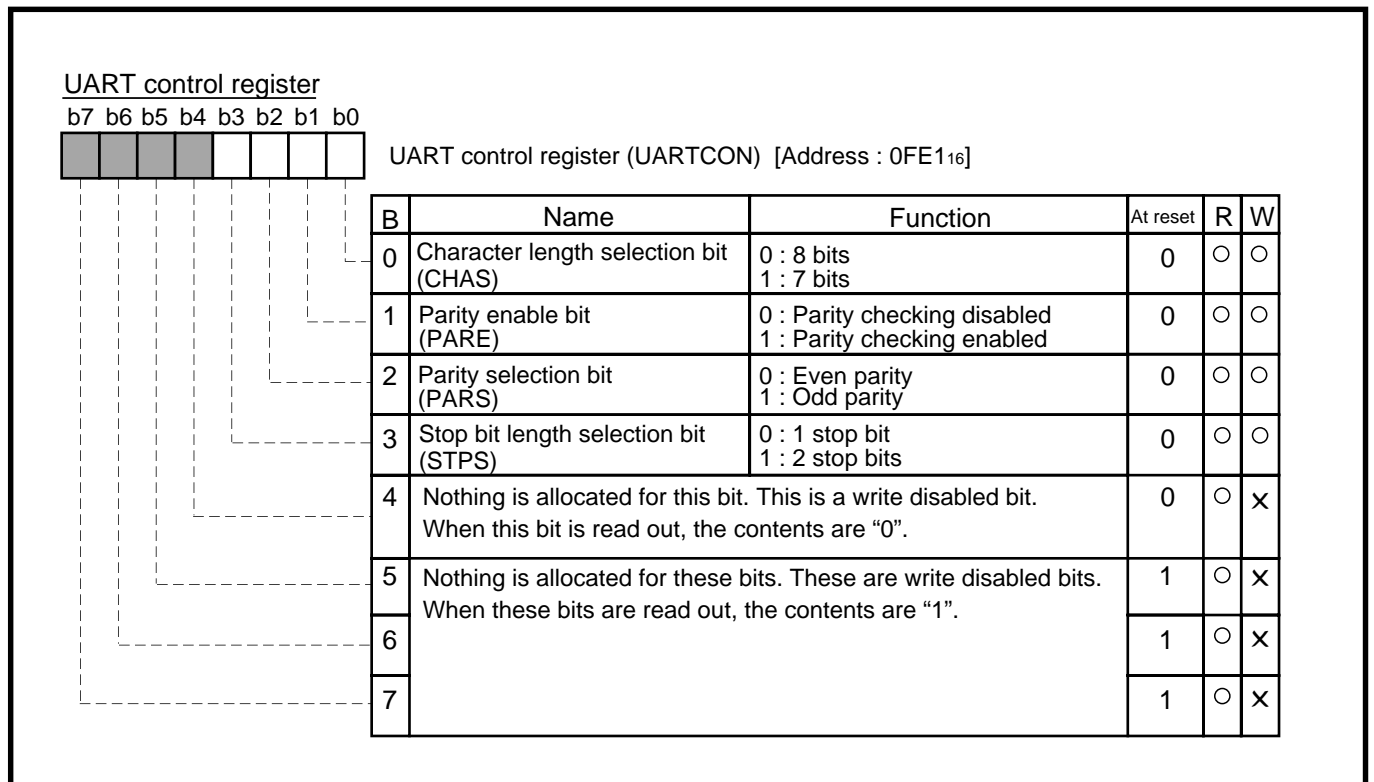 UART control register
b7 b6 b5 b4 b3 b2 b1 b0
UART control register (UARTCON) [Address : 0FE116]
B Name Function At reset R W
0 Character length selection bit (CHAS) 0 : 8 bits 1 : 7 bits 0 ○ ○
1 Parity enable bit (PARE) 0 : Parity checking disabled 1 : Parity checking enabled 0 ○ ○
2 Parity selection bit (PARS) 0 : Even parity 1 : Odd parity 0 ○ ○
3 Stop bit length selection bit (STPS) 0 : 1 stop bit 1 : 2 stop bits 0 ○ ○
4 Nothing is allocated for this bit. This is a write disabled bit. 0 ○ ×
When this bit is read out, the contents are “0”.
5 Nothing is allocated for these bits. These are write disabled bits. 1 ○ ×
When these bits are read out, the contents are “1”.
6 1 ○ ×
7 1 ○ ×